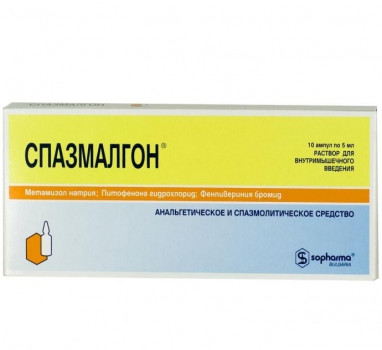 СПАЗМАЛГОН®
10 ампул по 5 мл
РАСТВОР ДЛЯ
ВНУТРИМЫШЕЧНОГО
ВВЕДЕНИЯ
Метамизол натрия; Питофенона гидрохлорид; Фенпивериния бромид
АНАЛЬГЕТИЧЕСКОЕ И СПАЗМОЛИТИЧЕСКОЕ СРЕДСТВО
sopharma
BULGARIA